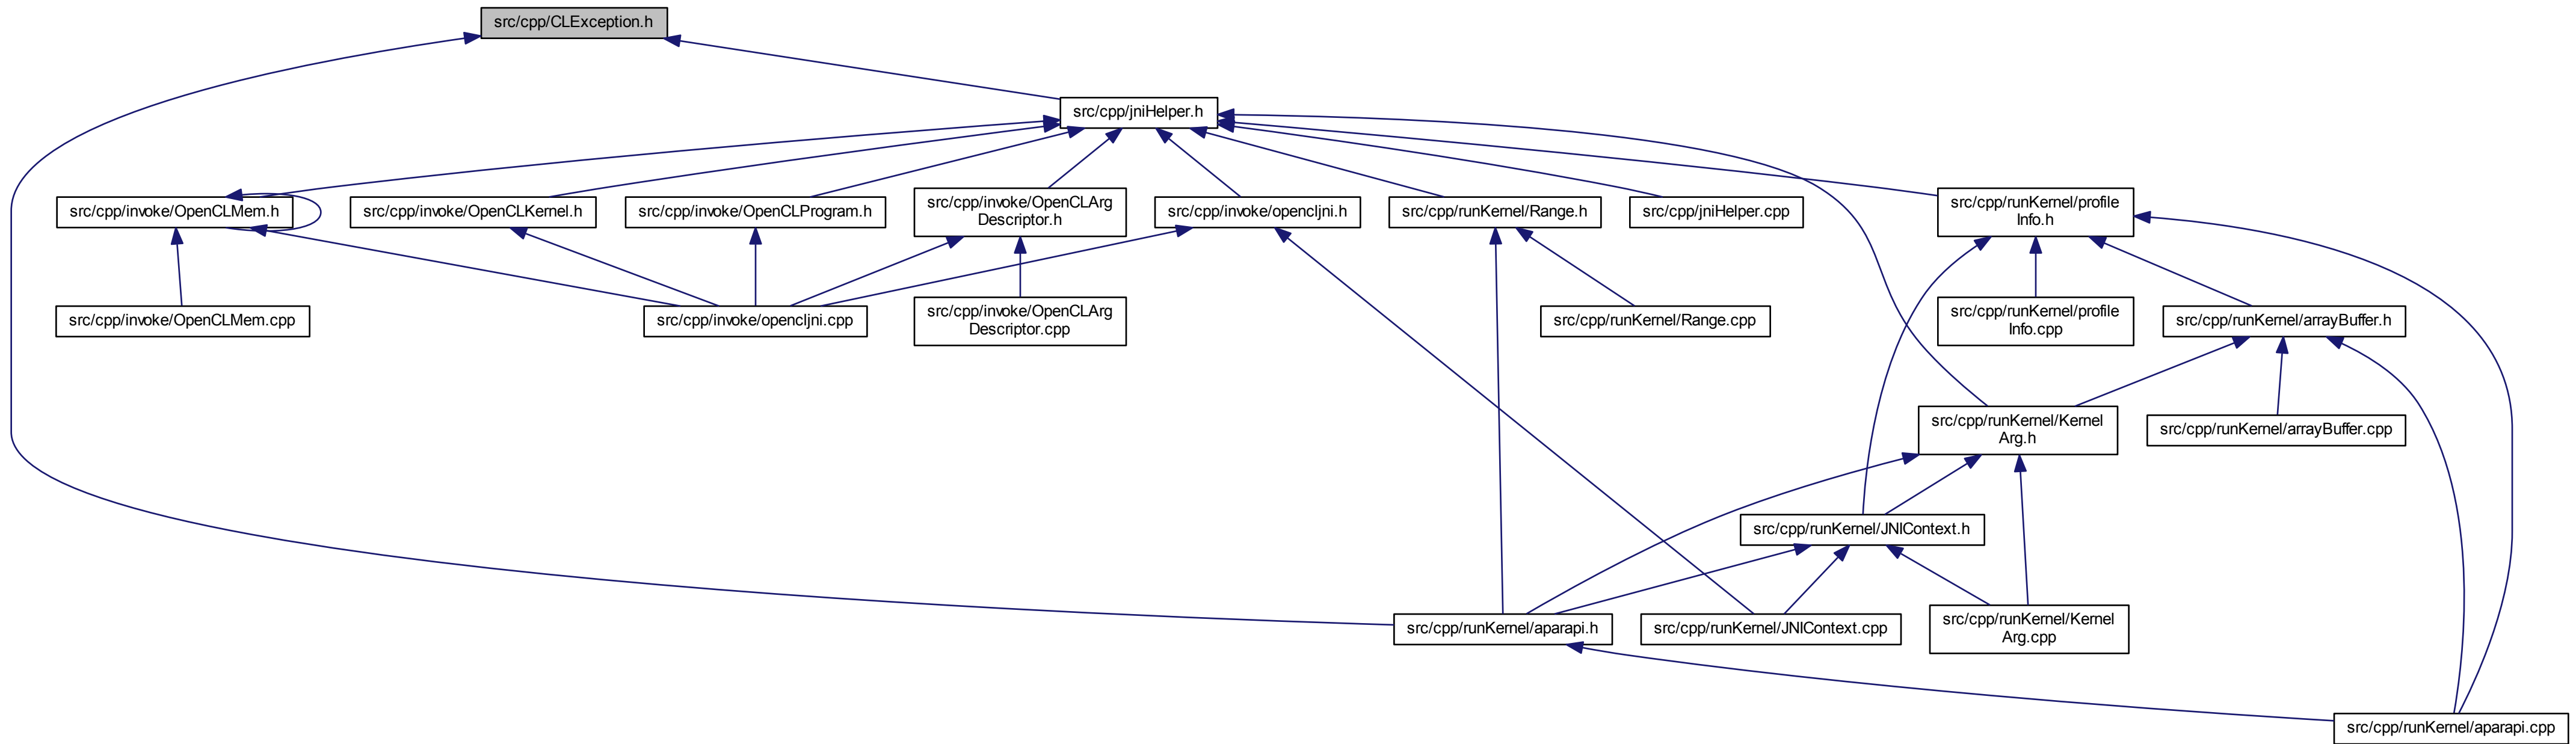 src/cpp/CLException.h
src/cpp/jniHelper.h
src/cpp/invoke/OpenCLMem.h
src/cpp/invoke/OpenCLKernel.h
src/cpp/invoke/OpenCLProgram.h
src/cpp/invoke/OpenCLArg
Descriptor.h
src/cpp/invoke/opencljni.h
src/cpp/runKernel/Range.h
src/cpp/jniHelper.cpp
src/cpp/runKernel/profile
Info.h
src/cpp/invoke/OpenCLMem.cpp
src/cpp/invoke/opencljni.cpp
src/cpp/invoke/OpenCLArg
Descriptor.cpp
src/cpp/runKernel/Range.cpp
src/cpp/runKernel/profile
Info.cpp
src/cpp/runKernel/arrayBuffer.h
src/cpp/runKernel/Kernel
Arg.h
src/cpp/runKernel/arrayBuffer.cpp
src/cpp/runKernel/JNIContext.h
src/cpp/runKernel/aparapi.h
src/cpp/runKernel/JNIContext.cpp
src/cpp/runKernel/Kernel
Arg.cpp
src/cpp/runKernel/aparapi.cpp